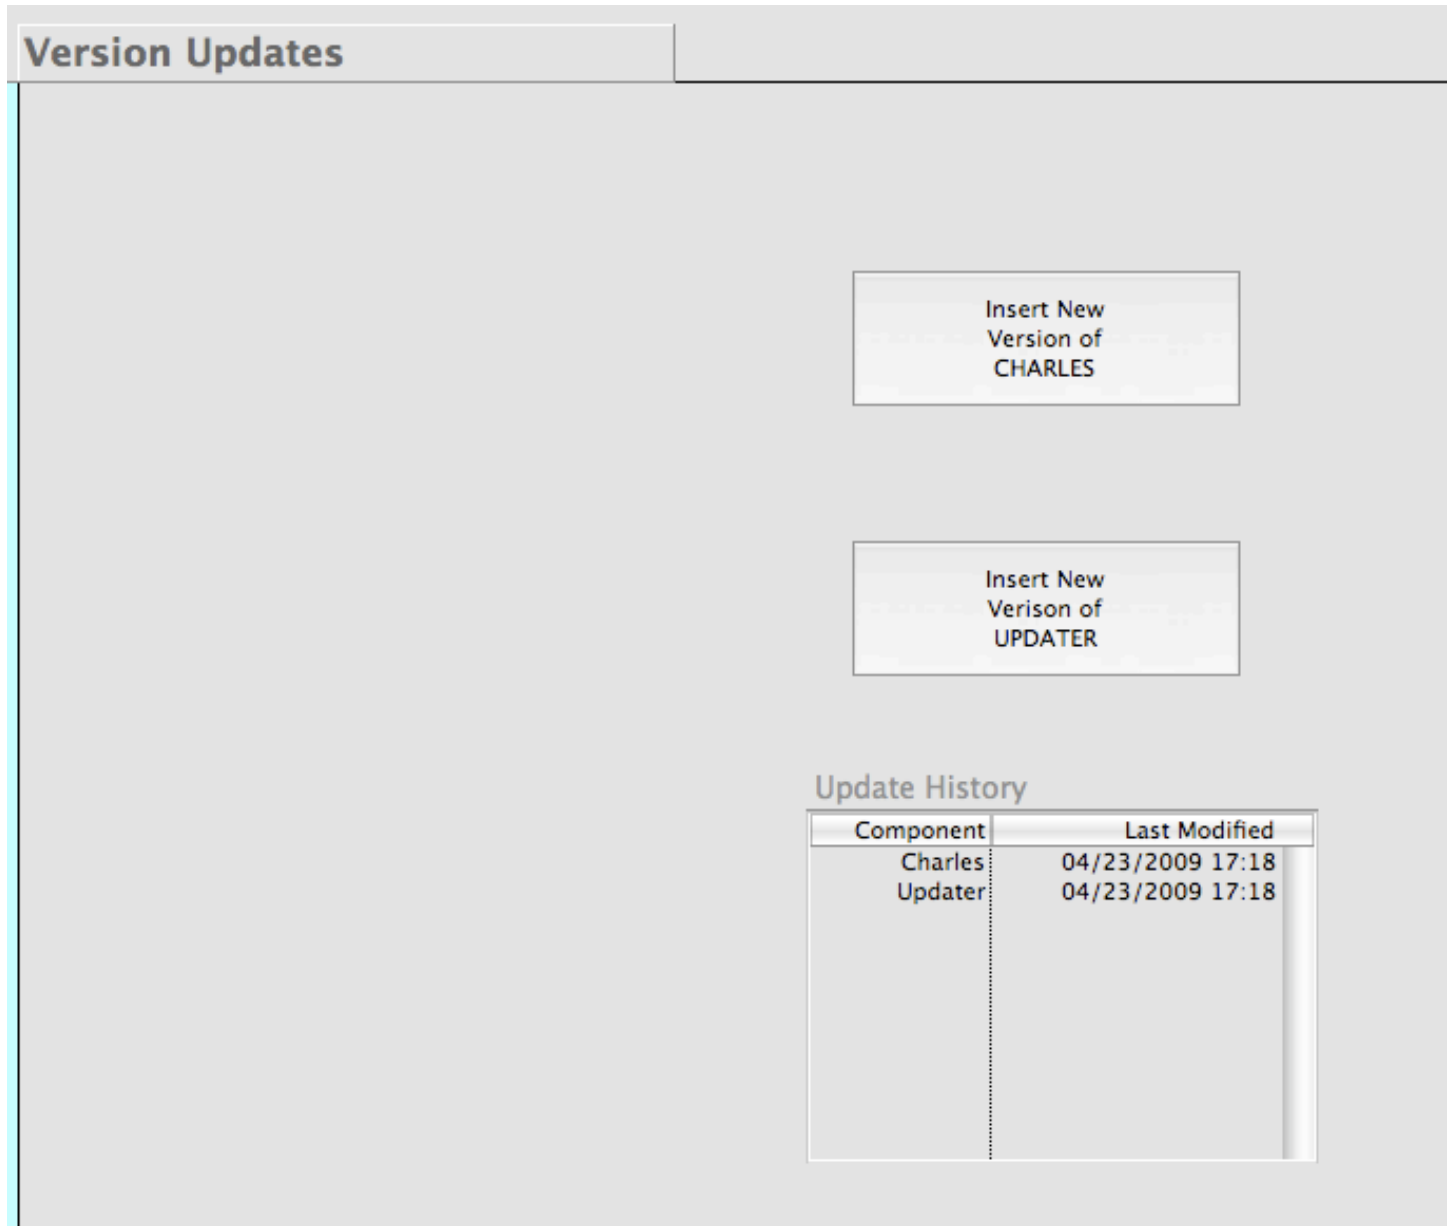 Version Updates
Insert New
Version of
CHARLES
Insert New
Verison of
UPDATER
Update History
Component Last Modified
Charles 04/23/2009 17:18
Updater 04/23/2009 17:18